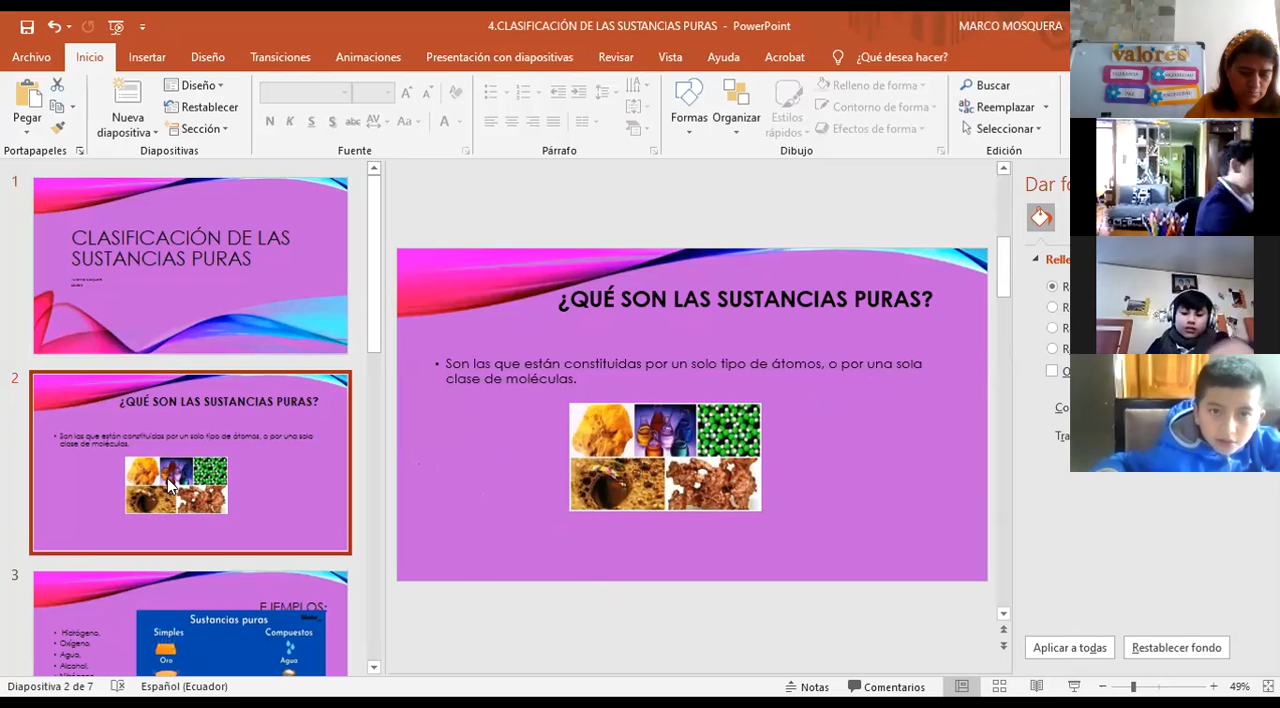 4.CLASIFICACIÓN DE LAS SUSTANCIAS PURAS - PowerPoint
MARCO MOSQUERA
Archivo
Inicio
Insertar
Diseño
Transiciones
Animaciones
Presentación con diapositivas
Revisar
Vista
Ayuda
Acrobat
¿Qué desea hacer?
Pegar
Portapapeles
Nueva
diapositiva
Diseño
Restablecer
Sección
Diapositivas
N K S S abc AV Aa A
Fuente
Párrafo
Formas
Organizar
Estilos
rápidos
Relleno de forma
Contorno de forma
Efectos de forma
Dibujo
Buscar
Reemplazar
Seleccionar
Edición
valores
1
CLASIFICACIÓN DE LAS
SUSTANCIAS PURAS
2
¿QUÉ SON LAS SUSTANCIAS PURAS?
Son las que están constituidas por un solo tipo de átomos, o por una sola
clase de moléculas.
3
EJEMPLOS:
Hidrógeno,
Oxígeno,
Agua,
Alcohol,
Sustancias puras
Simples
Compuestos
Oro
Agua
¿QUÉ SON LAS SUSTANCIAS PURAS?
• Son las que están constituidas por un solo tipo de átomos, o por una sola
clase de moléculas.
Dar fo
Relle
Aplicar a todas
Restablecer fondo
Diapositiva 2 de 7
Español (Ecuador)
Notas
Comentarios
49%